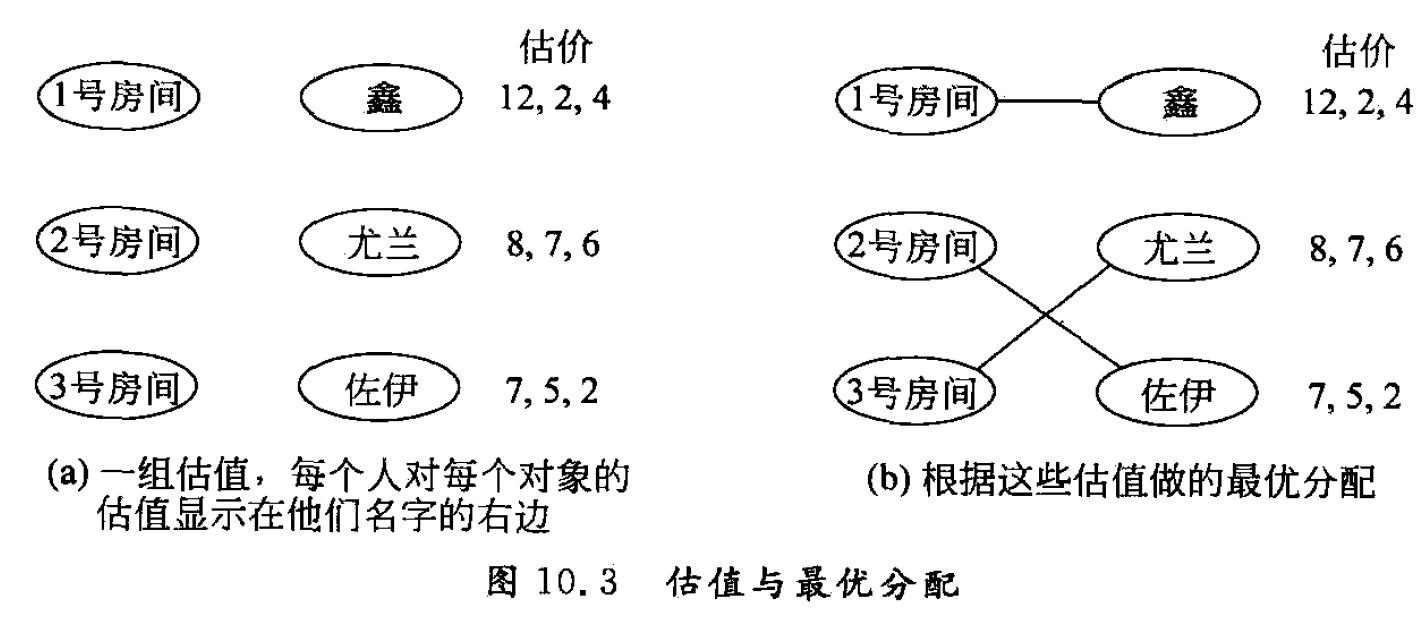 估价 估价
1号房间 鑫 12, 2, 4 1号房间 鑫 12, 2, 4
2号房间 尤兰 8, 7, 6 2号房间 尤兰 8, 7, 6
3号房间 佐伊 7, 5, 2 3号房间 佐伊 7, 5, 2
(a) 一组估值，每个人对每个对象的
估值显示在他们名字的右边
(b) 根据这些估值做的最优分配
图 10.3 估值与最优分配